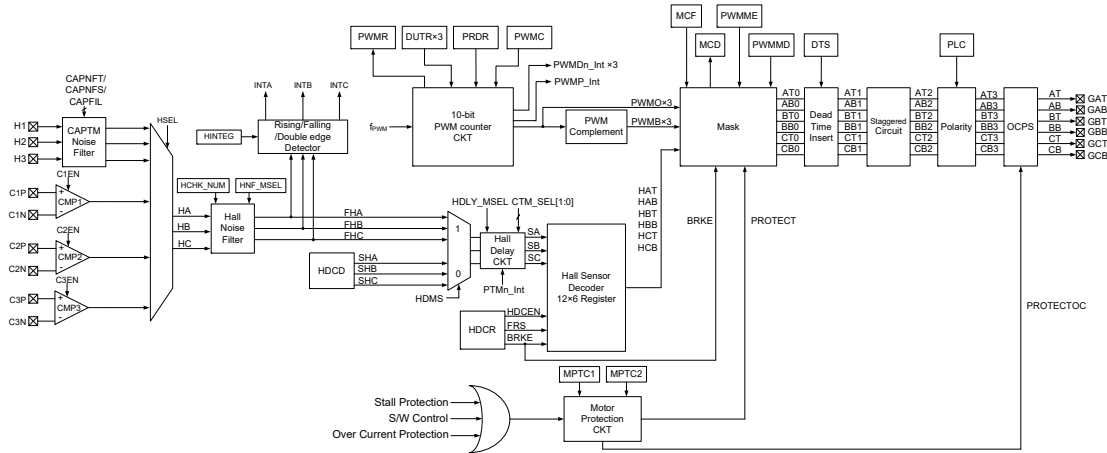 MCF
PWMME
PWMR
DUTR×3
PRDR
PWMC
MCD
PWMMD
DTS
PLC
CAPNFT/
CAPNFS/
CAPFIL
HSEL
INTA
INTB
INTC
PWMDn_Int ×3
PWMP_Int
H1
H2
H3
CAPTM
Noise
Filter
HINTEG
Rising/Falling
/Double edge
Detector
fPWM
10-bit
PWM counter
CKT
PWM
Complement
PWMO×3
PWMB×3
Mask
AT0
AB0
BT0
BB0
CT0
CB0
Dead
Time
Insert
AT1
AB1
BT1
BB1
CT1
CB1
Staggered
Circuit
AT2
AB2
BT2
BB2
CT2
CB2
Polarity
AT3
AB3
BT3
BB3
CT3
CB3
OCPS
AT
AB
BT
BB
CT
CB
GAT
GAB
GBT
GBB
GCT
GCB
C1EN
C1P
C1N
+
-
CMP1
C2EN
C2P
C2N
+
-
CMP2
C3EN
C3P
C3N
+
-
CMP3
HA
HB
HC
HCHK_NUM
HNF_MSEL
Hall
Noise
Filter
FHA
FHB
FHC
HDCD
SHA
SHB
SHC
1
0
HDMS
HDLY_MSEL
CTM_SEL[1:0]
Hall
Delay
CKT
PTMn_Int
SA
SB
SC
Hall Sensor
Decoder
12×6 Register
HDCR
HDCEN
FRS
BRKE
HAT
HAB
HBT
HBB
HCT
HCB
BRKE
PROTECT
PROTECTOC
MPTC1
MPTC2
Stall Protection
S/W Control
Over Current Protection
Motor
Protection
CKT